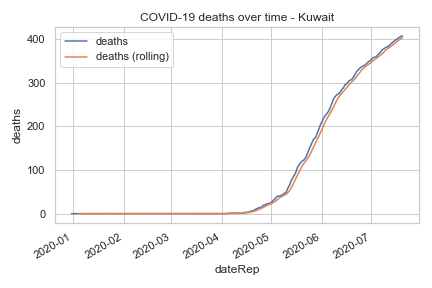 COVID-19 deaths over time - Kuwait
deaths
deaths (rolling)
400
300
200
100
0
deaths
2020-01
2020-02
2020-03
2020-04
2020-05
2020-06
2020-07
dateRep